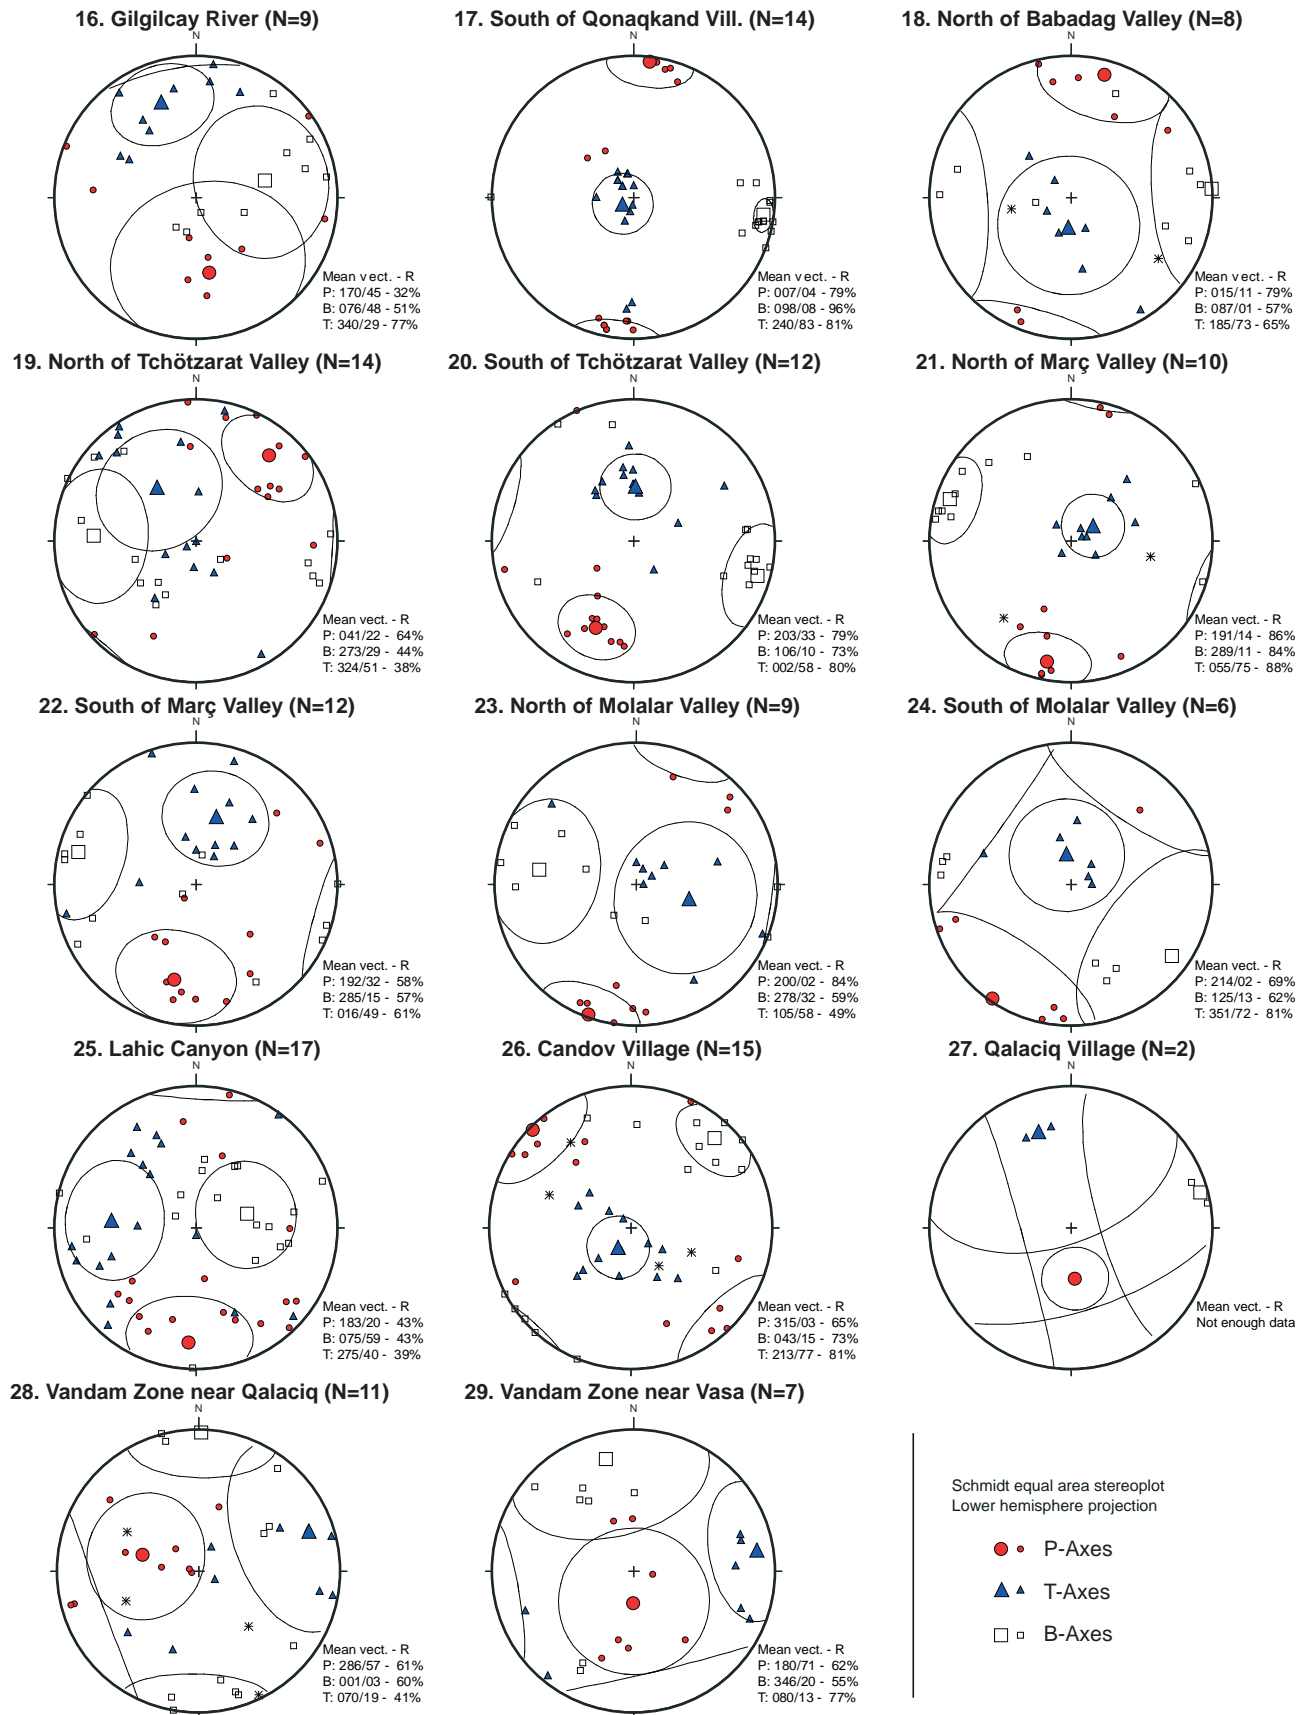 16. Gilgilcay River (N=9)
N
Mean vect. - R
P: 170/45 - 32%
B: 076/48 - 51%
T: 340/29 - 77%
17. South of Qonaqkand Vill. (N=14)
N
Mean vect. - R
P: 007/04 - 79%
B: 098/08 - 96%
T: 240/83 - 81%
18. North of Babadag Valley (N=8)
N
Mean vect. - R
P: 015/11 - 79%
B: 087/01 - 57%
T: 185/73 - 65%
19. North of Tchötzarat Valley (N=14)
N
Mean vect. - R
P: 041/22 - 64%
B: 273/29 - 44%
T: 324/51 - 38%
20. South of Tchötzarat Valley (N=12)
N
Mean vect. - R
P: 203/33 - 79%
B: 106/10 - 73%
T: 002/58 - 80%
21. North of Març Valley (N=10)
N
Mean vect. - R
P: 191/14 - 86%
B: 289/11 - 84%
T: 055/75 - 88%
22. South of Març Valley (N=12)
N
Mean vect. - R
P: 192/32 - 58%
B: 285/15 - 57%
T: 016/49 - 61%
23. North of Molalar Valley (N=9)
N
Mean vect. - R
P: 200/02 - 84%
B: 278/32 - 59%
T: 105/58 - 49%
24. South of Molalar Valley (N=6)
N
Mean vect. - R
P: 214/02 - 69%
B: 125/13 - 62%
T: 351/72 - 81%
25. Lahic Canyon (N=17)
N
Mean vect. - R
P: 183/20 - 43%
B: 075/59 - 43%
T: 275/40 - 39%
26. Candov Village (N=15)
N
Mean vect. - R
P: 315/03 - 65%
B: 043/15 - 73%
T: 213/77 - 81%
27. Qalaciq Village (N=2)
N
Mean vect. - R
Not enough data
28. Vandam Zone near Qalaciq (N=11)
N
Mean vect. - R
P: 286/57 - 61%
B: 001/03 - 60%
T: 070/19 - 41%
29. Vandam Zone near Vasa (N=7)
N
Mean vect. - R
P: 180/71 - 62%
B: 346/20 - 55%
T: 080/13 - 77%
Schmidt equal area stereoplot
Lower hemisphere projection
P-Axes
T-Axes
B-Axes